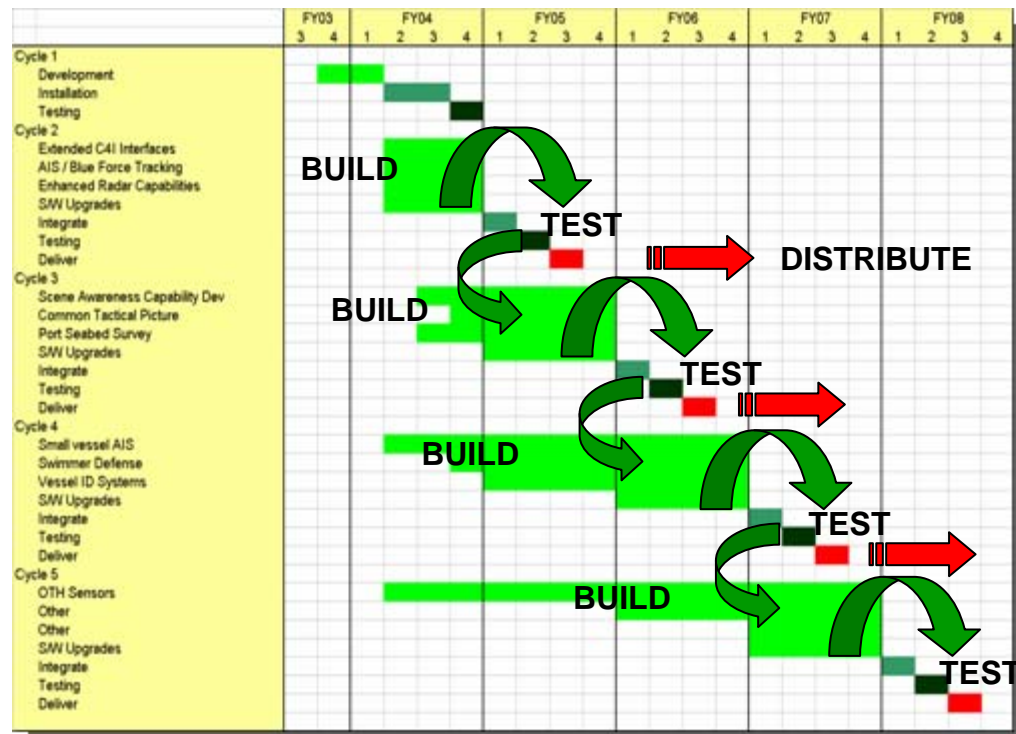 FY03 FY04 FY05 FY06 FY07 FY08
3 4 1 2 3 4 1 2 3 4 1 2 3 4 1 2 3 4 1 2 3 4
Cycle 1
Development
Installation
Testing
Cycle 2
Extended C4I Interfaces
AIS / Blue Force Tracking
BUILD
Enhanced Radar Capabilities
S/W Upgrades
Integrate
TEST
Testing
Deliver
DISTRIBUTE
Cycle 3
Scene Awareness Capability Dev
Common Tactical Picture
BUILD
Port Seabed Survey
S/W Upgrades
Integrate
TEST
Testing
Deliver
Cycle 4
Small vessel AIS
Swimmer Defense
BUILD
Vessel ID Systems
S/W Upgrades
Integrate
TEST
Testing
Deliver
Cycle 5
OTH Sensors
BUILD
Other
Other
S/W Upgrades
Integrate
TEST
Testing
Deliver